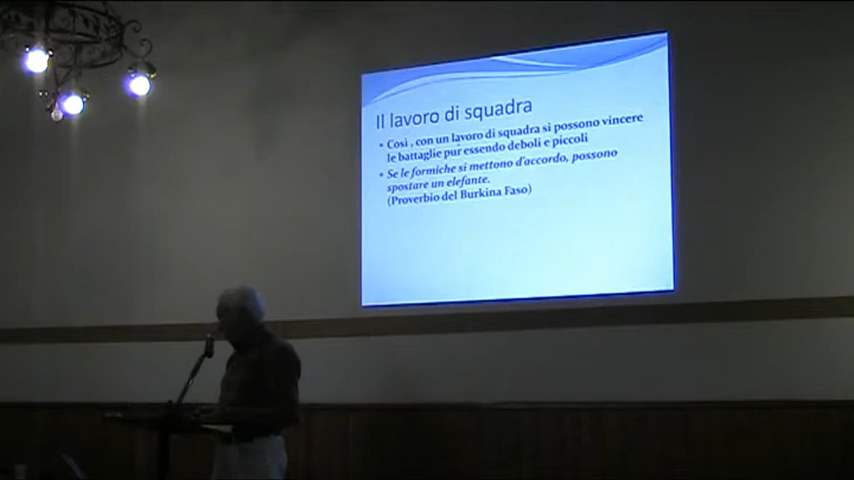 Il lavoro di squadra
• Così , con un lavoro di squadra si possono vincere
le battaglie pur essendo deboli e piccoli
• Se le formiche si mettono d'accordo, possono
spostare un elefante.
(Proverbio del Burkina Faso)